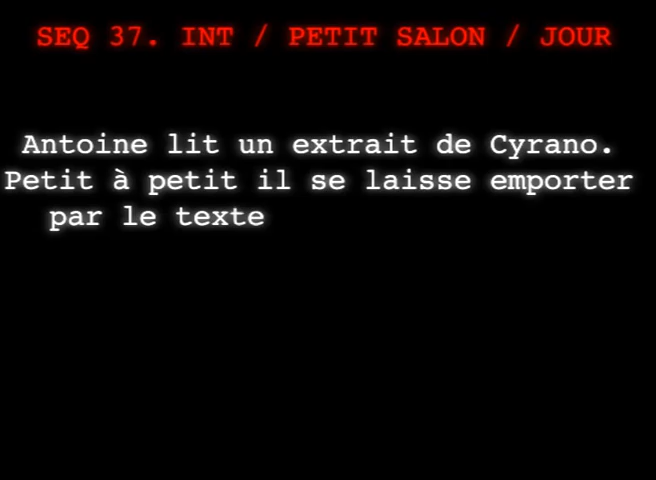 SEQ 37. INT / PETIT SALON / JOUR
Antoine lit un extrait de Cyrano.
Petit à petit il se laisse emporter
par le texte